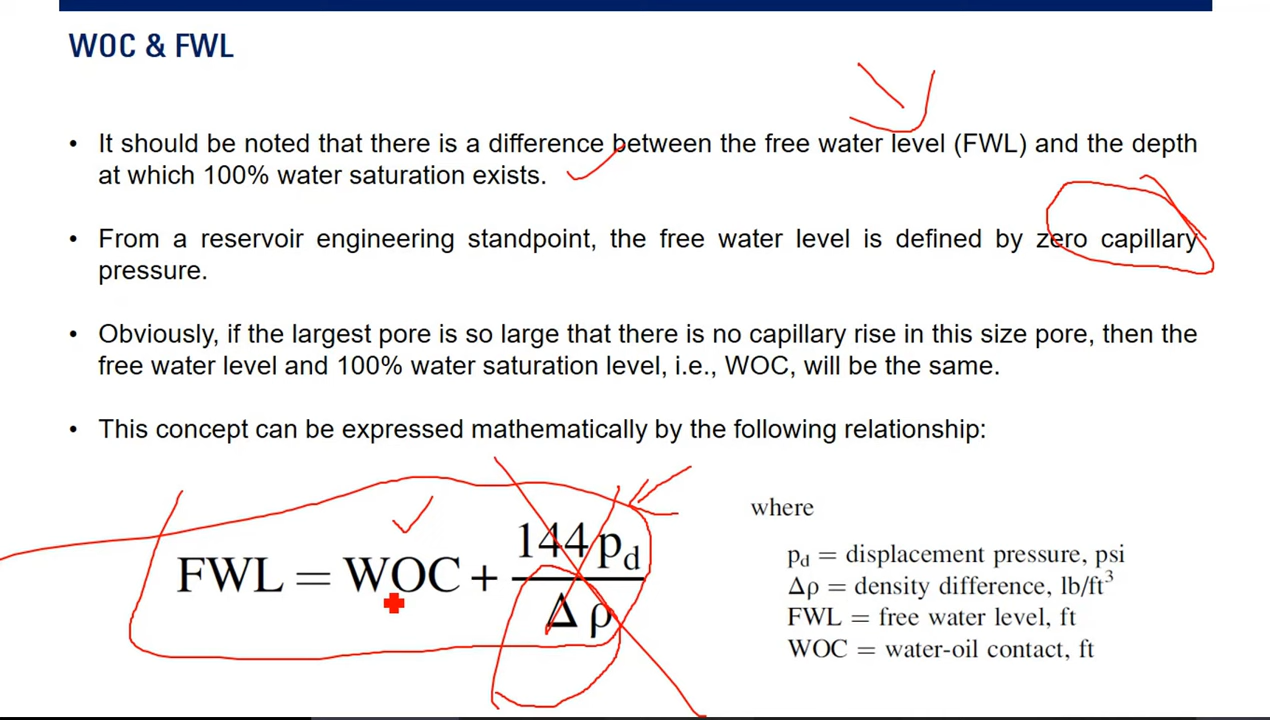 WOC & FWL
• It should be noted that there is a difference between the free water level (FWL) and the depth
at which 100% water saturation exists.
• From a reservoir engineering standpoint, the free water level is defined by zero capillary
pressure.
• Obviously, if the largest pore is so large that there is no capillary rise in this size pore, then the
free water level and 100% water saturation level, i.e., WOC, will be the same.
• This concept can be expressed mathematically by the following relationship:
FWL = WOC + 144 pd / Δρ
where
pd = displacement pressure, psi
Δρ = density difference, lb/ft³
FWL = free water level, ft
WOC = water-oil contact, ft